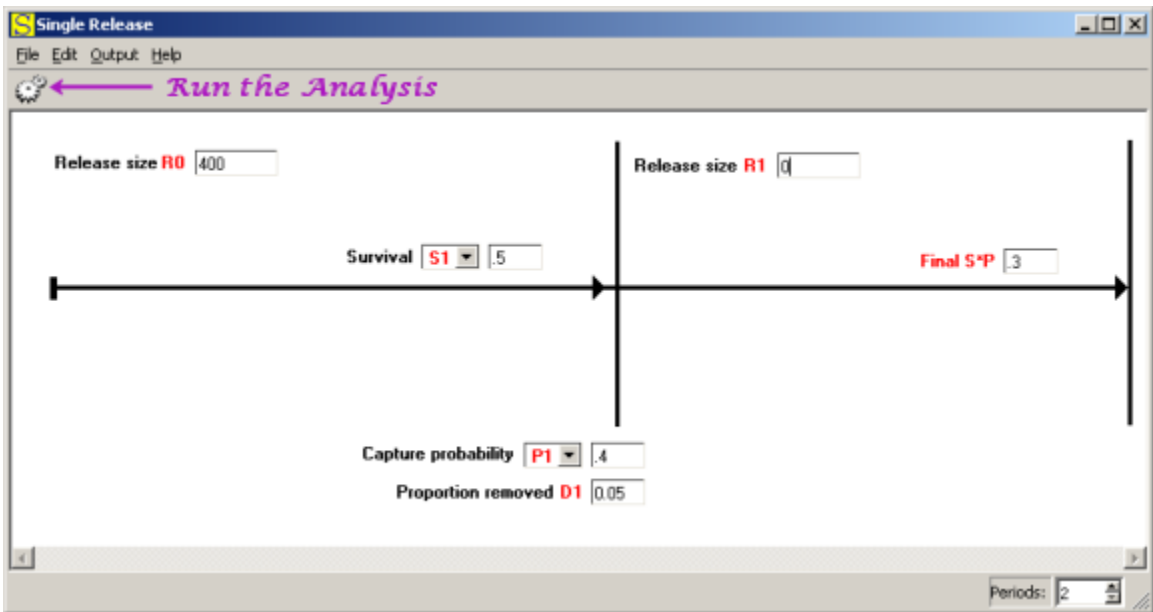 Single Release
File Edit Output Help
Run the Analysis
Release size R0 400
Release size R1 0
Survival S1 .5
Final S*P .3
Capture probability P1 .4
Proportion removed D1 0.05
Periods: 2